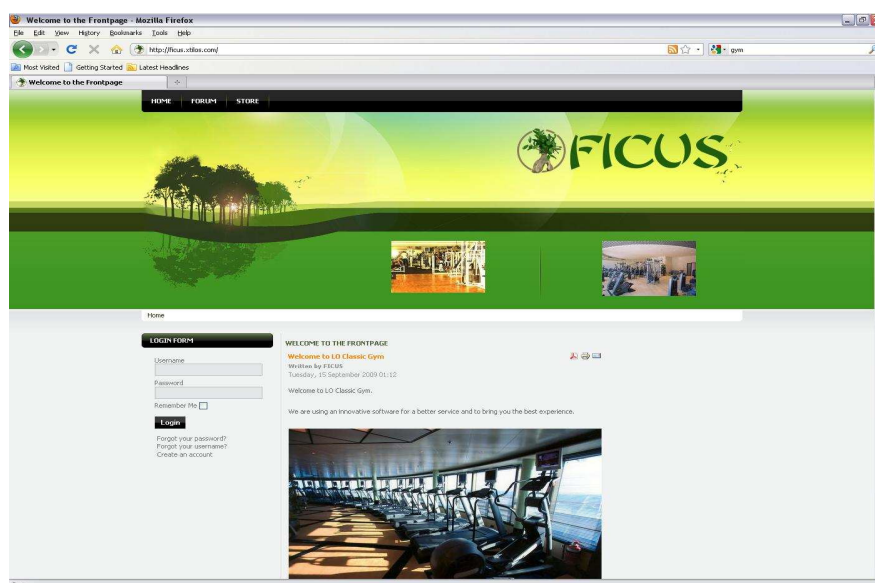 Welcome to the Frontpage - Mozilla Firefox
File Edit View History Bookmarks Tools Help
http://ficus.xtilos.com/
gym
Most Visited Getting Started Latest Headlines
Welcome to the Frontpage
HOME FORUM STORE
FICUS
Home
LOGIN FORM
Username
Password
Remember Me
Login
Forgot your password?
Forgot your username?
Create an account
WELCOME TO THE FRONTPAGE
Welcome to LO Classic Gym
Written by FICUS
Tuesday, 15 September 2009 01:12
Welcome to LO Classic Gym.
We are using an innovative software for a better service and to bring you the best experience.